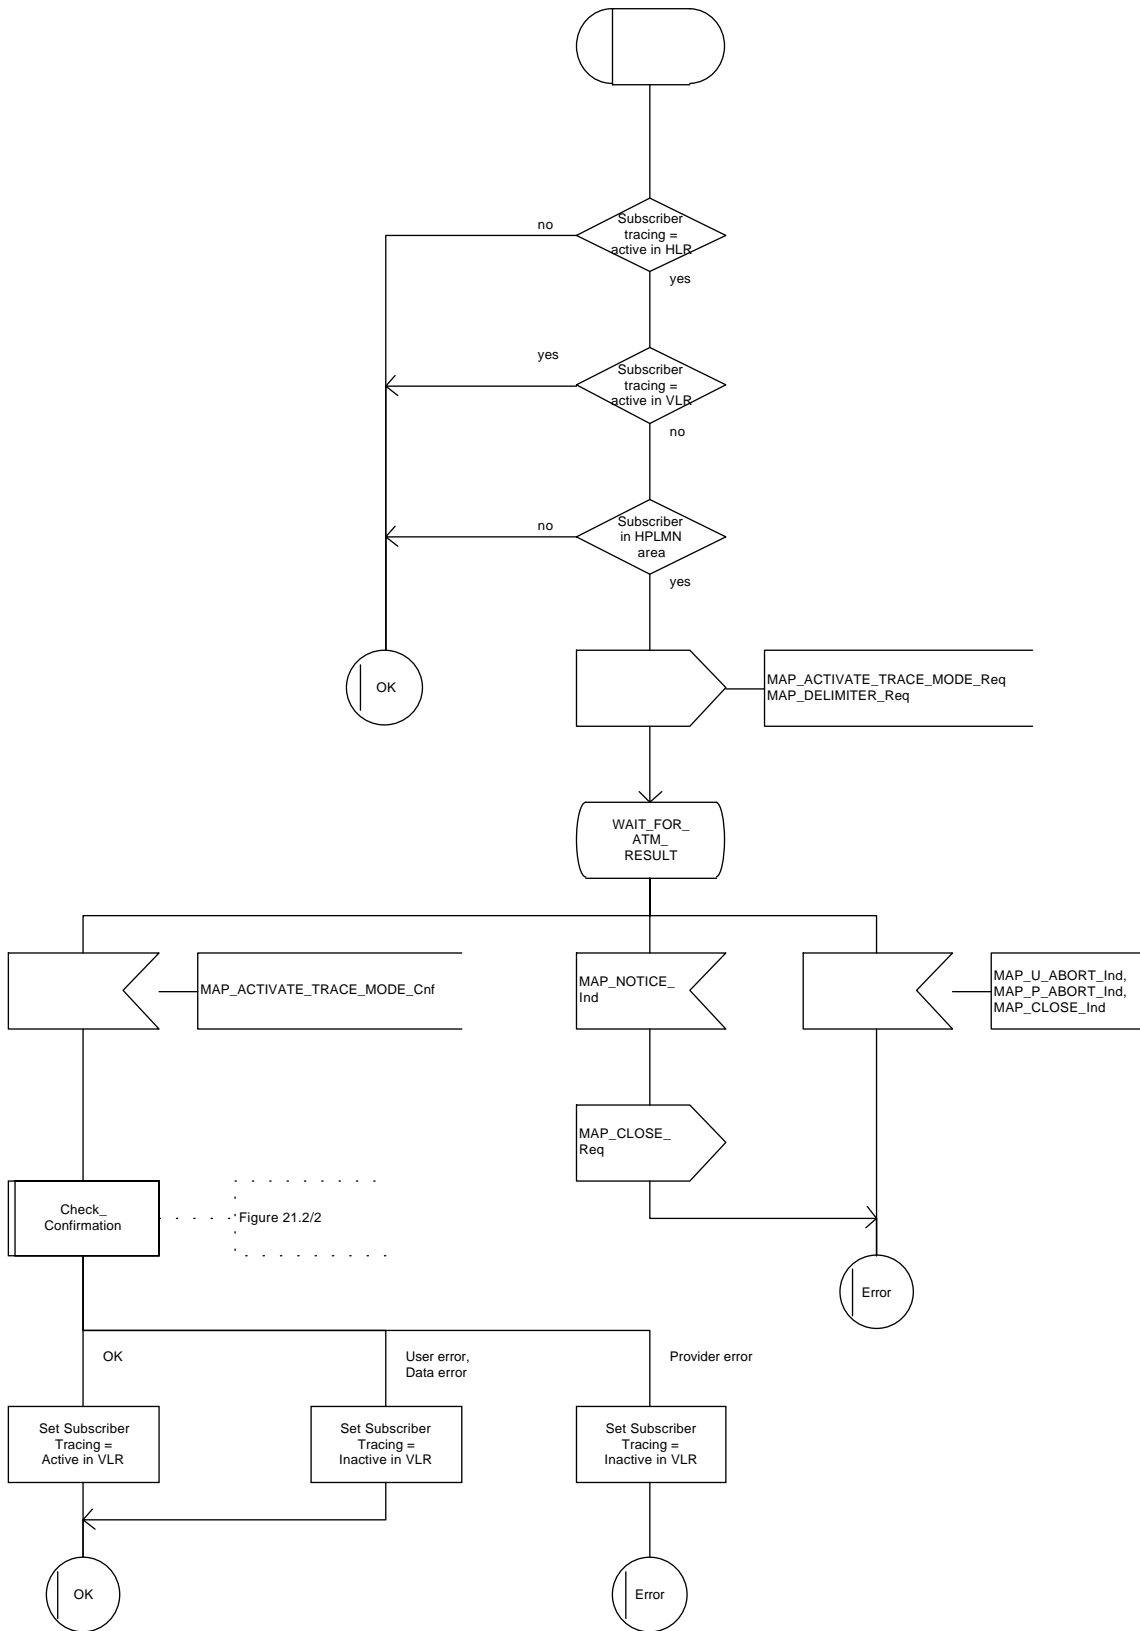 Subscriber
tracing =
active in HLR
no
yes
Subscriber
tracing =
active in VLR
yes
no
Subscriber
in HPLMN
area
no
yes
OK
MAP_ACTIVATE_TRACE_MODE_Req
MAP_DELIMITER_Req
WAIT_FOR_
ATM_
RESULT
MAP_ACTIVATE_TRACE_MODE_Cnf
MAP_NOTICE_
Ind
MAP_U_ABORT_Ind,
MAP_P_ABORT_Ind,
MAP_CLOSE_Ind
MAP_CLOSE_
Req
Check_
Confirmation
Figure 21.2/2
Error
OK
User error,
Data error
Provider error
Set Subscriber
Tracing =
Active in VLR
Set Subscriber
Tracing =
Inactive in VLR
Set Subscriber
Tracing =
Inactive in VLR
OK
Error